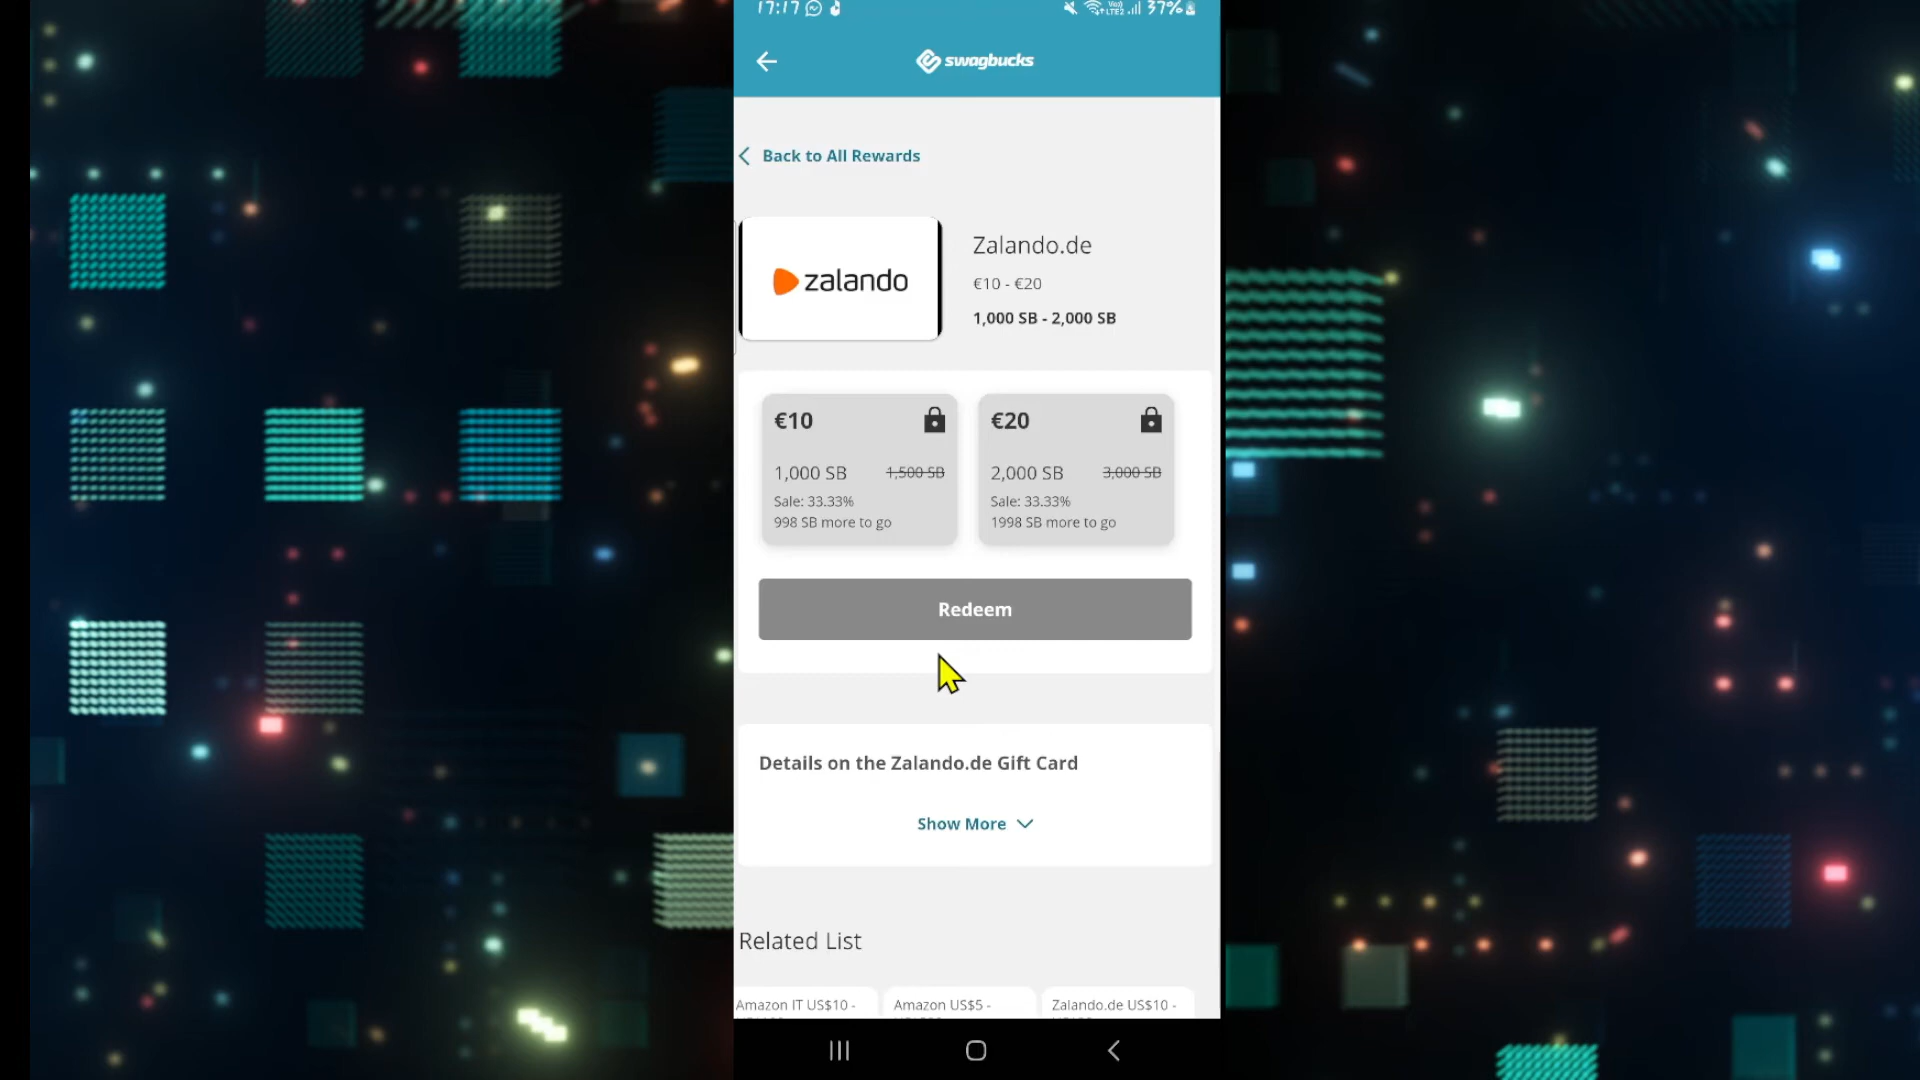 17:17 37%
swagbucks
Back to All Rewards
zalando
Zalando.de
€10 - €20
1,000 SB - 2,000 SB
€10
1,000 SB 1,500 SB
Sale: 33.33%
998 SB more to go
€20
2,000 SB 3,000 SB
Sale: 33.33%
1998 SB more to go
Redeem
Details on the Zalando.de Gift Card
Show More
Related List
Amazon IT US$10 -
Amazon US$5 -
Zalando.de US$10 -